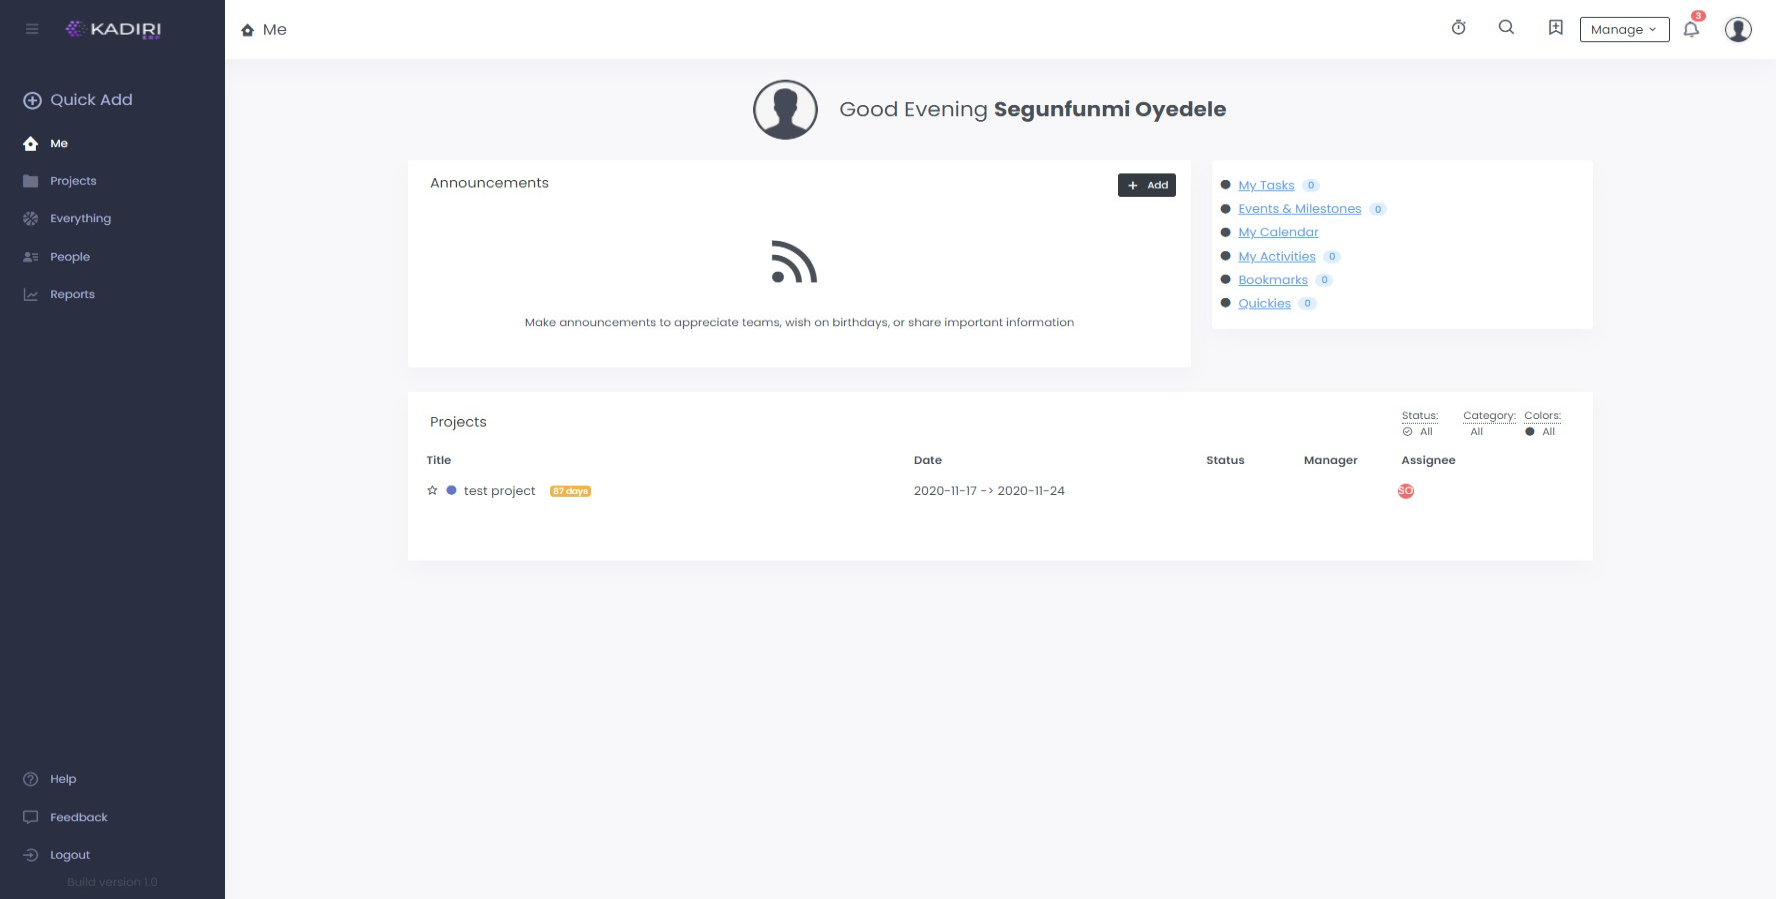 KADIRI
ERP
Me
Manage
3
Quick Add
Me
Projects
Everything
People
Reports
Help
Feedback
Logout
Build version 1.0
Good Evening Segunfunmi Oyedele
Announcements
+ Add
Make announcements to appreciate teams, wish on birthdays, or share important information
My Tasks 0
Events & Milestones 0
My Calendar
My Activities 0
Bookmarks 0
Quickies 0
Projects
Status: Category: Colors:
All All All
Title Date Status Manager Assignee
test project 87 days 2020-11-17 -> 2020-11-24 SO